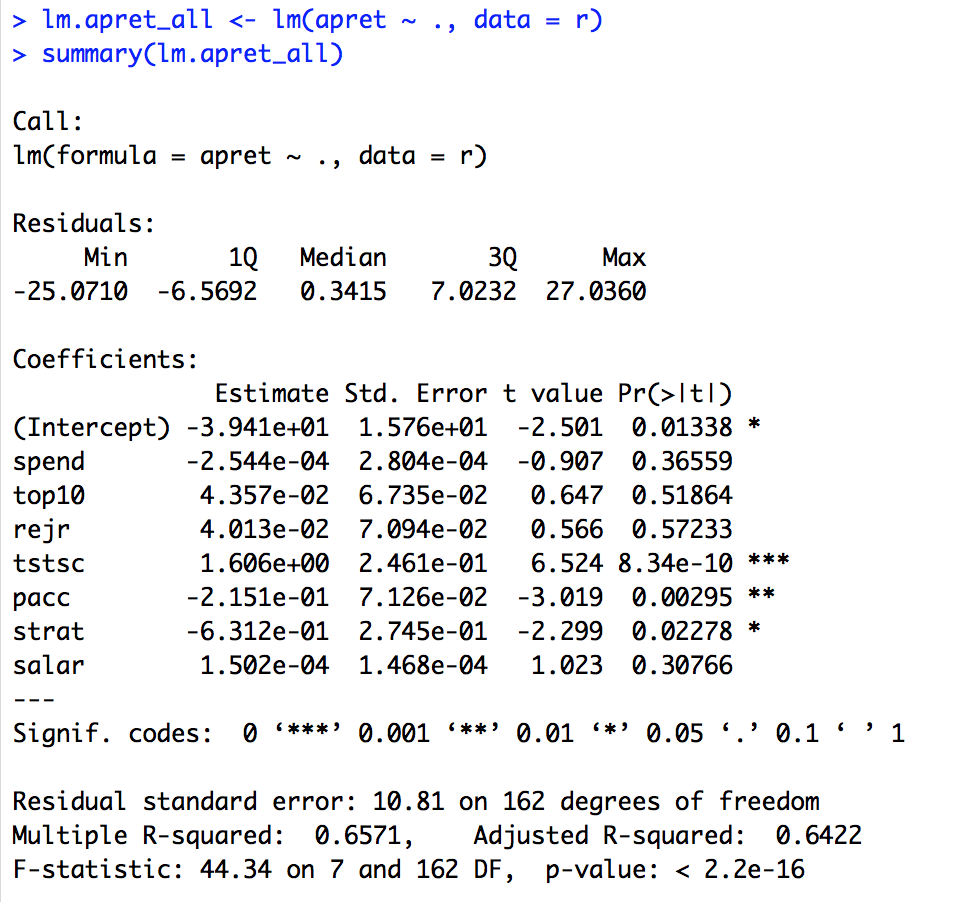 > lm.apret_all <- lm(apret ~ ., data = r)
> summary(lm.apret_all)
Call:
lm(formula = apret ~ ., data = r)
Residuals:
     Min       1Q   Median       3Q      Max
-25.0710  -6.5692   0.3415   7.0232  27.0360
Coefficients:
              Estimate Std. Error t value Pr(>|t|)
(Intercept) -3.941e+01  1.576e+01  -2.501  0.01338 *
spend       -2.544e-04  2.804e-04  -0.907  0.36559
top10        4.357e-02  6.735e-02   0.647  0.51864
rejr         4.013e-02  7.094e-02   0.566  0.57233
tstsc        1.606e+00  2.461e-01   6.524 8.34e-10 ***
pacc        -2.151e-01  7.126e-02  -3.019  0.00295 **
strat       -6.312e-01  2.745e-01  -2.299  0.02278 *
salar        1.502e-04  1.468e-04   1.023  0.30766
---
Signif. codes:  0 ‘***’ 0.001 ‘**’ 0.01 ‘*’ 0.05 ‘.’ 0.1 ‘ ’ 1
Residual standard error: 10.81 on 162 degrees of freedom
Multiple R-squared:  0.6571,    Adjusted R-squared:  0.6422
F-statistic: 44.34 on 7 and 162 DF,  p-value: < 2.2e-16